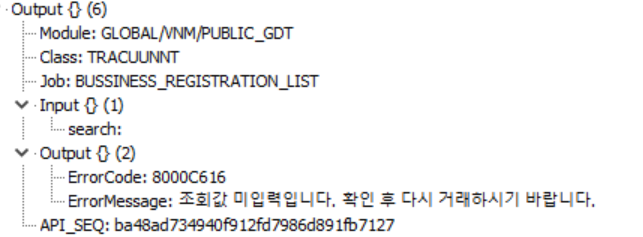 Output {} (6)
Module: GLOBAL/VNM/PUBLIC_GDT
Class: TRACUUNNT
Job: BUSSINESS_REGISTRATION_LIST
Input {} (1)
search:
Output {} (2)
ErrorCode: 8000C616
ErrorMessage: 조회값 미입력입니다. 확인 후 다시 거래하시기 바랍니다.
API_SEQ: ba48ad734940f912fd7986d891fb7127